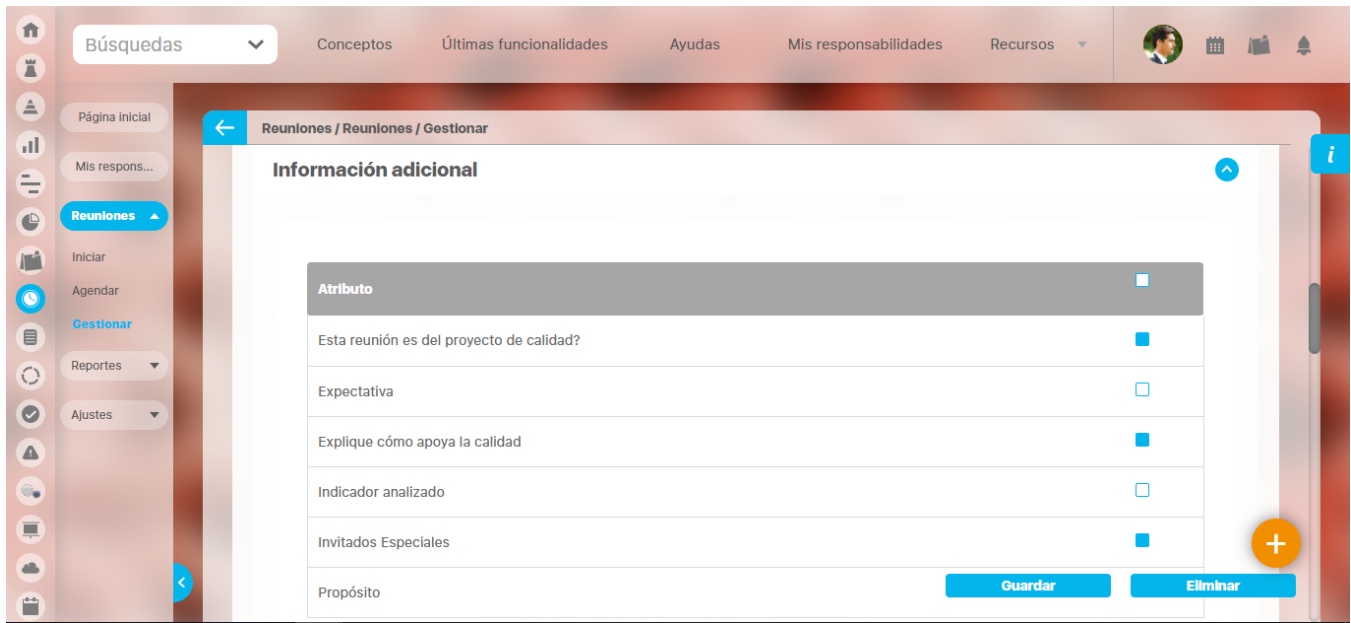 Búsquedas
Conceptos
Últimas funcionalidades
Ayudas
Mis responsabilidades
Recursos
Página inicial
Mis respons...
Reuniones
Iniciar
Agendar
Gestionar
Reportes
Ajustes
Reuniones / Reuniones / Gestionar
i
Información adicional
Atributo
Esta reunión es del proyecto de calidad?
Expectativa
Explique cómo apoya la calidad
Indicador analizado
Invitados Especiales
Propósito
Guardar
Eliminar